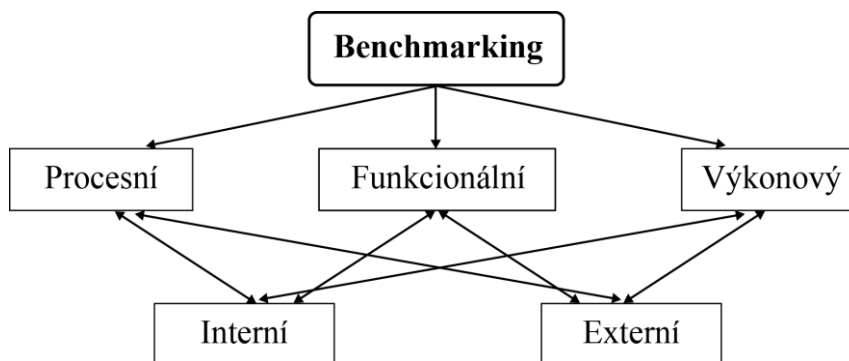 Benchmarking
Procesní
Funkcionální
Výkonový
Interní
Externí